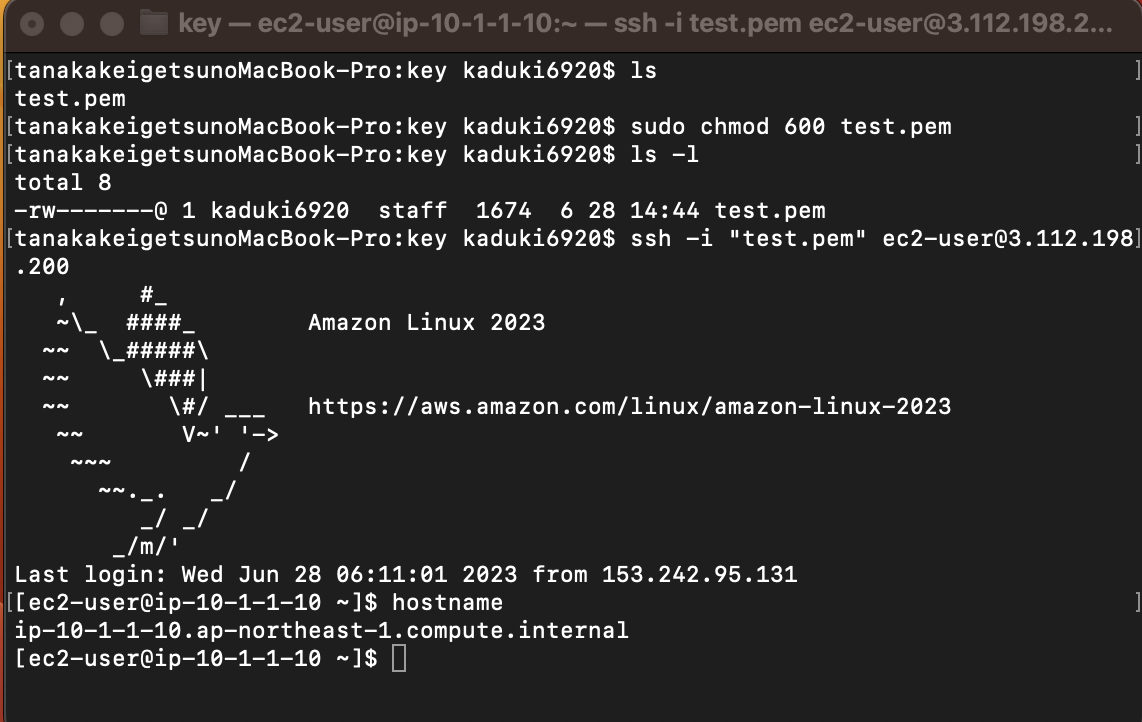 key — ec2-user@ip-10-1-1-10:~ — ssh -i test.pem ec2-user@3.112.198.2...
[tanakakeigetsunoMacBook-Pro:key kaduki6920$ ls ]
test.pem
[tanakakeigetsunoMacBook-Pro:key kaduki6920$ sudo chmod 600 test.pem ]
[tanakakeigetsunoMacBook-Pro:key kaduki6920$ ls -l ]
total 8
-rw-------@ 1 kaduki6920  staff  1674  6 28 14:44 test.pem
[tanakakeigetsunoMacBook-Pro:key kaduki6920$ ssh -i "test.pem" ec2-user@3.112.198]
.200
   ,     #_
   ~\_  ####_        Amazon Linux 2023
  ~~  \_#####\
  ~~     \###|
  ~~       \#/ ___   https://aws.amazon.com/linux/amazon-linux-2023
   ~~       V~' '->
    ~~~         /
      ~~._.   _/
         _/ _/
       _/m/'
Last login: Wed Jun 28 06:11:01 2023 from 153.242.95.131
[[ec2-user@ip-10-1-1-10 ~]$ hostname ]
ip-10-1-1-10.ap-northeast-1.compute.internal
[ec2-user@ip-10-1-1-10 ~]$